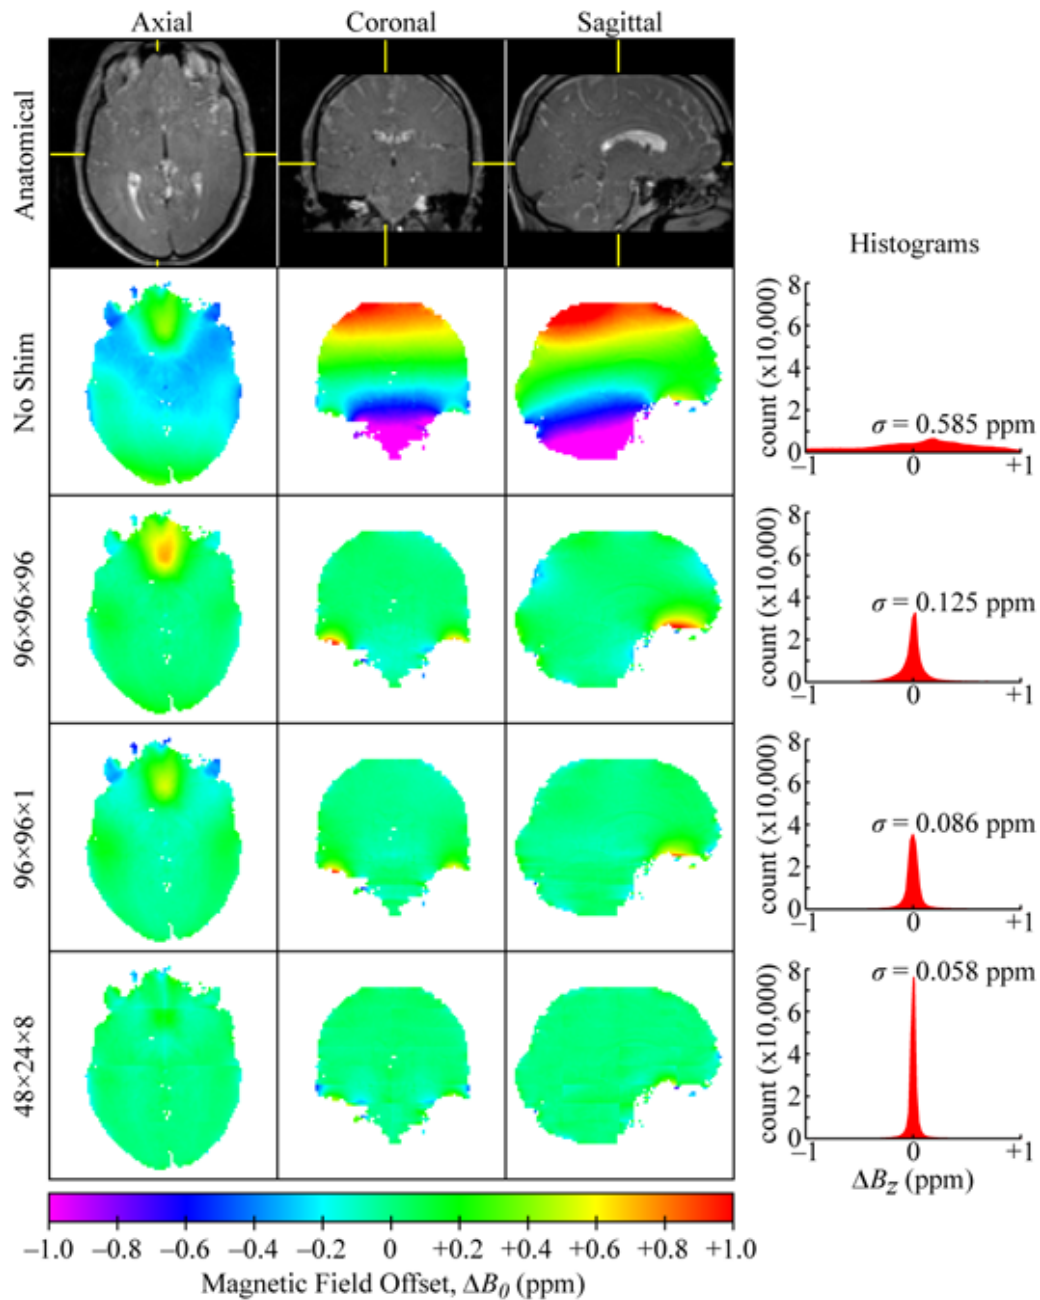 Axial Coronal Sagittal
Anatomical
Histograms
No Shim
count (x10,000)
8
6
4
2
0
σ = 0.585 ppm
–1 0 +1
96×96×96
count (x10,000)
8
6
4
2
0
σ = 0.125 ppm
–1 0 +1
96×96×1
count (x10,000)
8
6
4
2
0
σ = 0.086 ppm
–1 0 +1
48×24×8
count (x10,000)
8
6
4
2
0
σ = 0.058 ppm
–1 0 +1
ΔBz (ppm)
–1.0 –0.8 –0.6 –0.4 –0.2 0 +0.2 +0.4 +0.6 +0.8 +1.0
Magnetic Field Offset, ΔB0 (ppm)